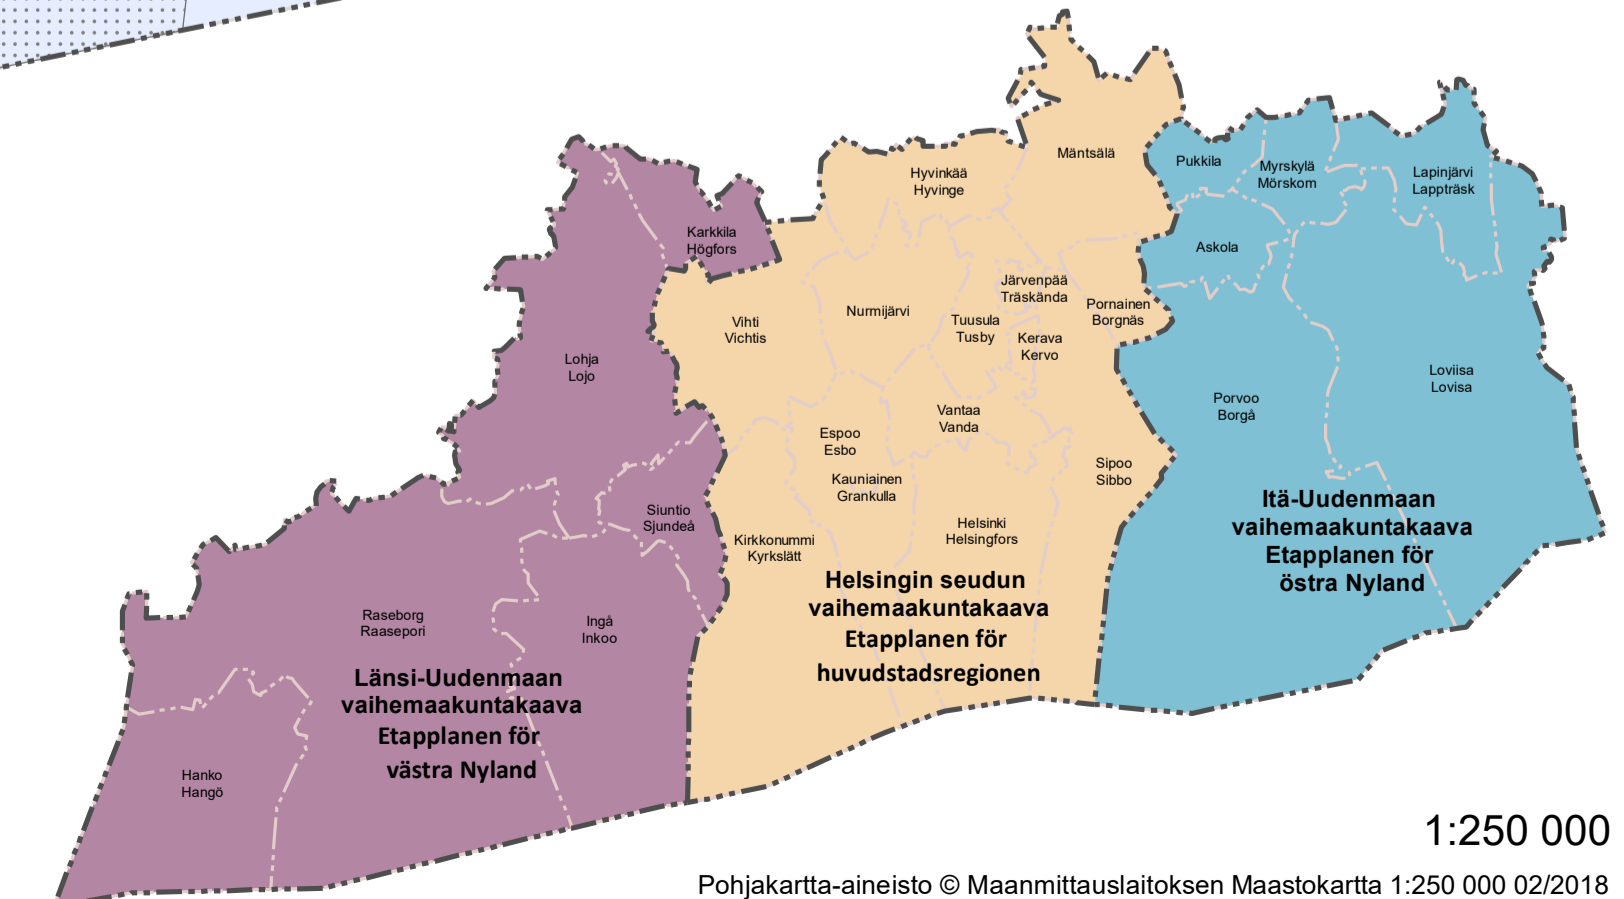 Mäntsälä
Pukkila
Myrskylä
Mörskom
Lapinjärvi
Lappträsk
Hyvinkää
Hyvinge
Karkkila
Högfors
Askola
Järvenpää
Träskända
Pornainen
Borgnäs
Nurmijärvi
Vihti
Vichtis
Tuusula
Tusby
Kerava
Kervo
Lohja
Lojo
Loviisa
Lovisa
Porvoo
Borgå
Vantaa
Vanda
Espoo
Esbo
Sipoo
Sibbo
Kauniainen
Grankulla
Siuntio
Sjundeå
Helsinki
Helsingfors
Kirkkonummi
Kyrkslätt
Itä-Uudenmaan
vaihemaakuntakaava
Etapplanen för
östra Nyland
Helsingin seudun
vaihemaakuntakaava
Etapplanen för
huvudstadsregionen
Raseborg
Raasepori
Ingå
Inkoo
Länsi-Uudenmaan
vaihemaakuntakaava
Etapplanen för
västra Nyland
Hanko
Hangö
1:250 000
Pohjakartta-aineisto © Maanmittauslaitoksen Maastokartta 1:250 000 02/2018